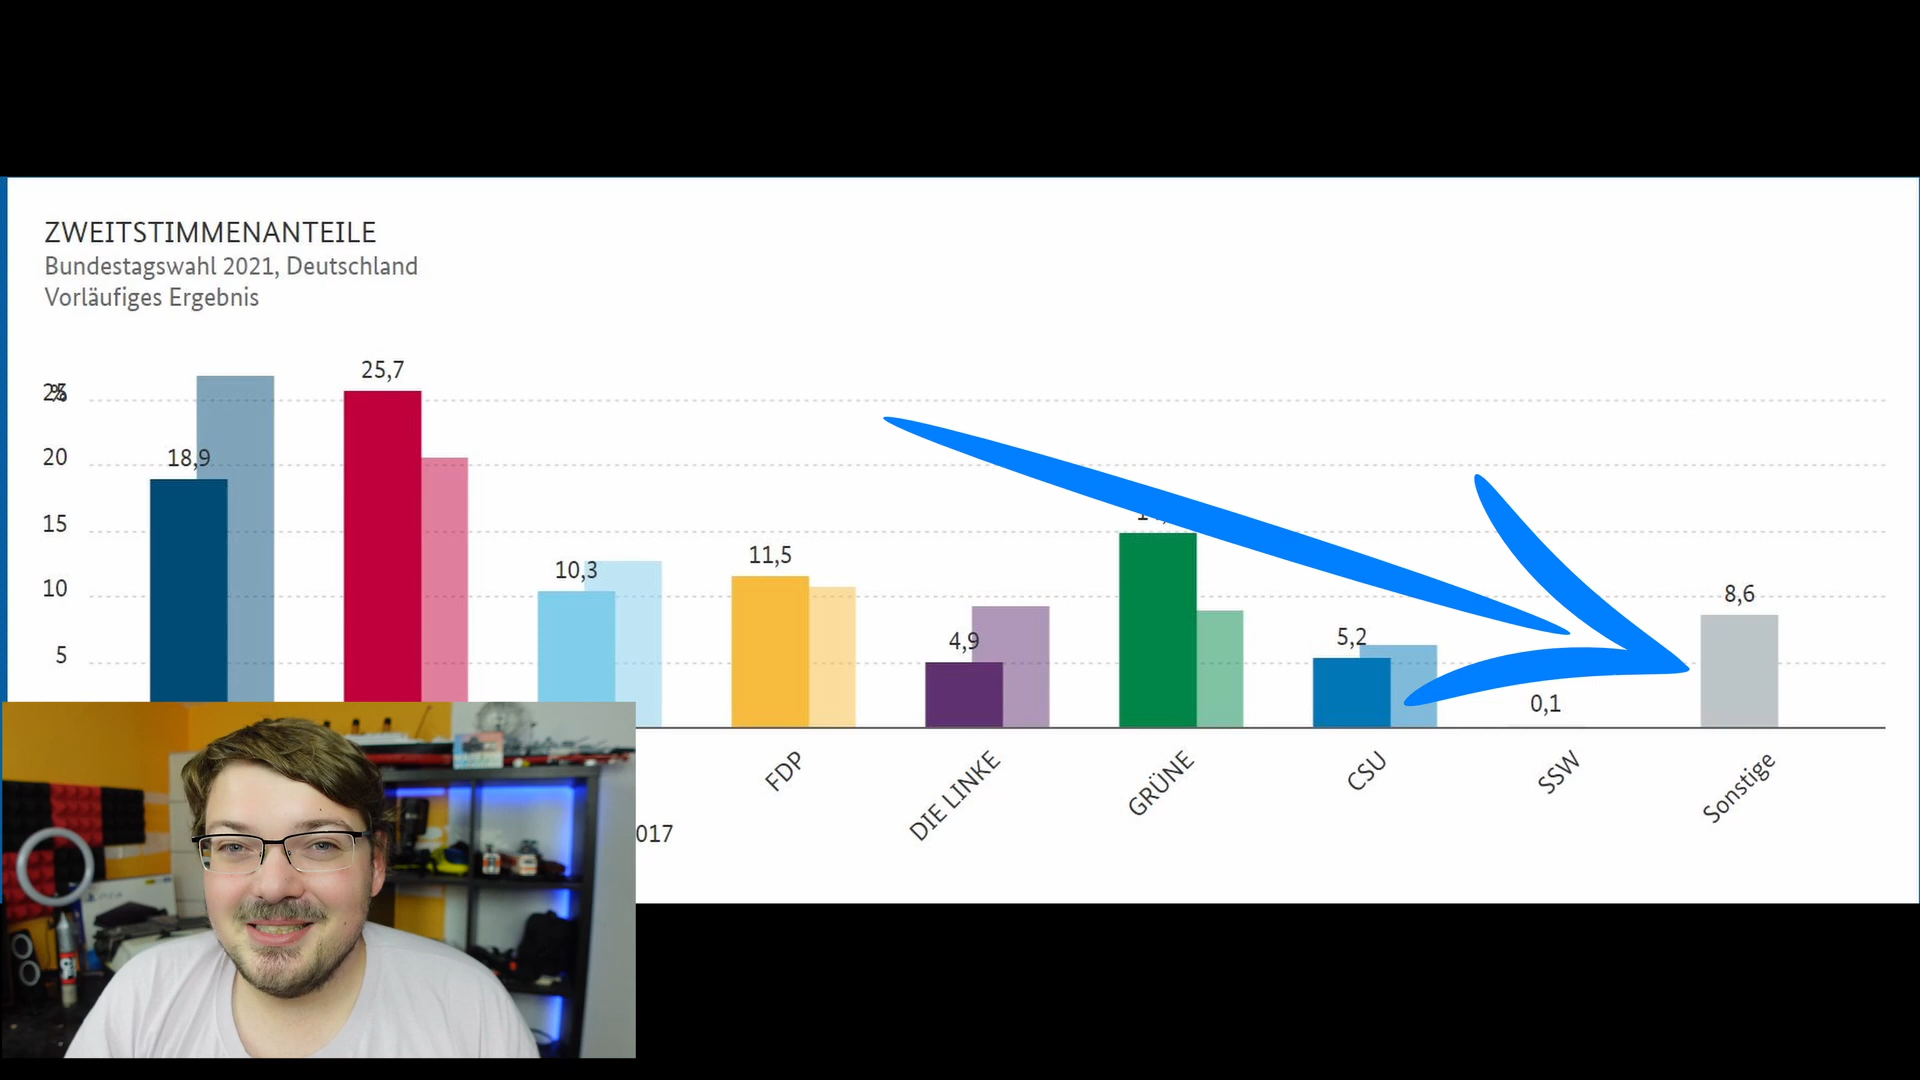 ZWEITSTIMMENANTEILE
Bundestagswahl 2021, Deutschland
Vorläufiges Ergebnis
25
%
20
15
10
5
18,9
25,7
10,3
11,5
4,9
5,2
0,1
8,6
FDP
DIE LINKE
GRÜNE
CSU
SSW
Sonstige
017